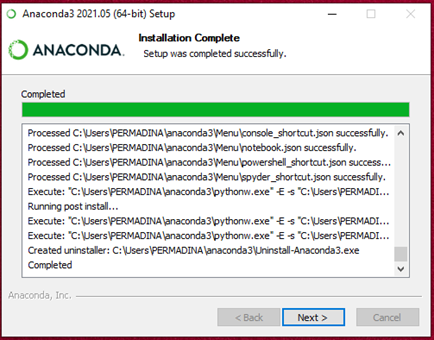 Anaconda3 2021.05 (64-bit) Setup
ANACONDA.
Installation Complete
Setup was completed successfully.
Completed
Processed C:\Users\PERMADINA\anaconda3\Menu\console_shortcut.json successfully.
Processed C:\Users\PERMADINA\anaconda3\Menu\notebook.json successfully.
Processed C:\Users\PERMADINA\anaconda3\Menu\powershell_shortcut.json success...
Processed C:\Users\PERMADINA\anaconda3\Menu\spyder_shortcut.json successfully.
Execute: "C:\Users\PERMADINA\anaconda3\pythonw.exe" -E -s "C:\Users\PERMADI...
Running post install...
Execute: "C:\Users\PERMADINA\anaconda3\pythonw.exe" -E -s "C:\Users\PERMADI...
Execute: "C:\Users\PERMADINA\anaconda3\pythonw.exe" -E -s "C:\Users\PERMADI...
Created uninstaller: C:\Users\PERMADINA\anaconda3\Uninstall-Anaconda3.exe
Completed
Anaconda, Inc.
< Back Next > Cancel